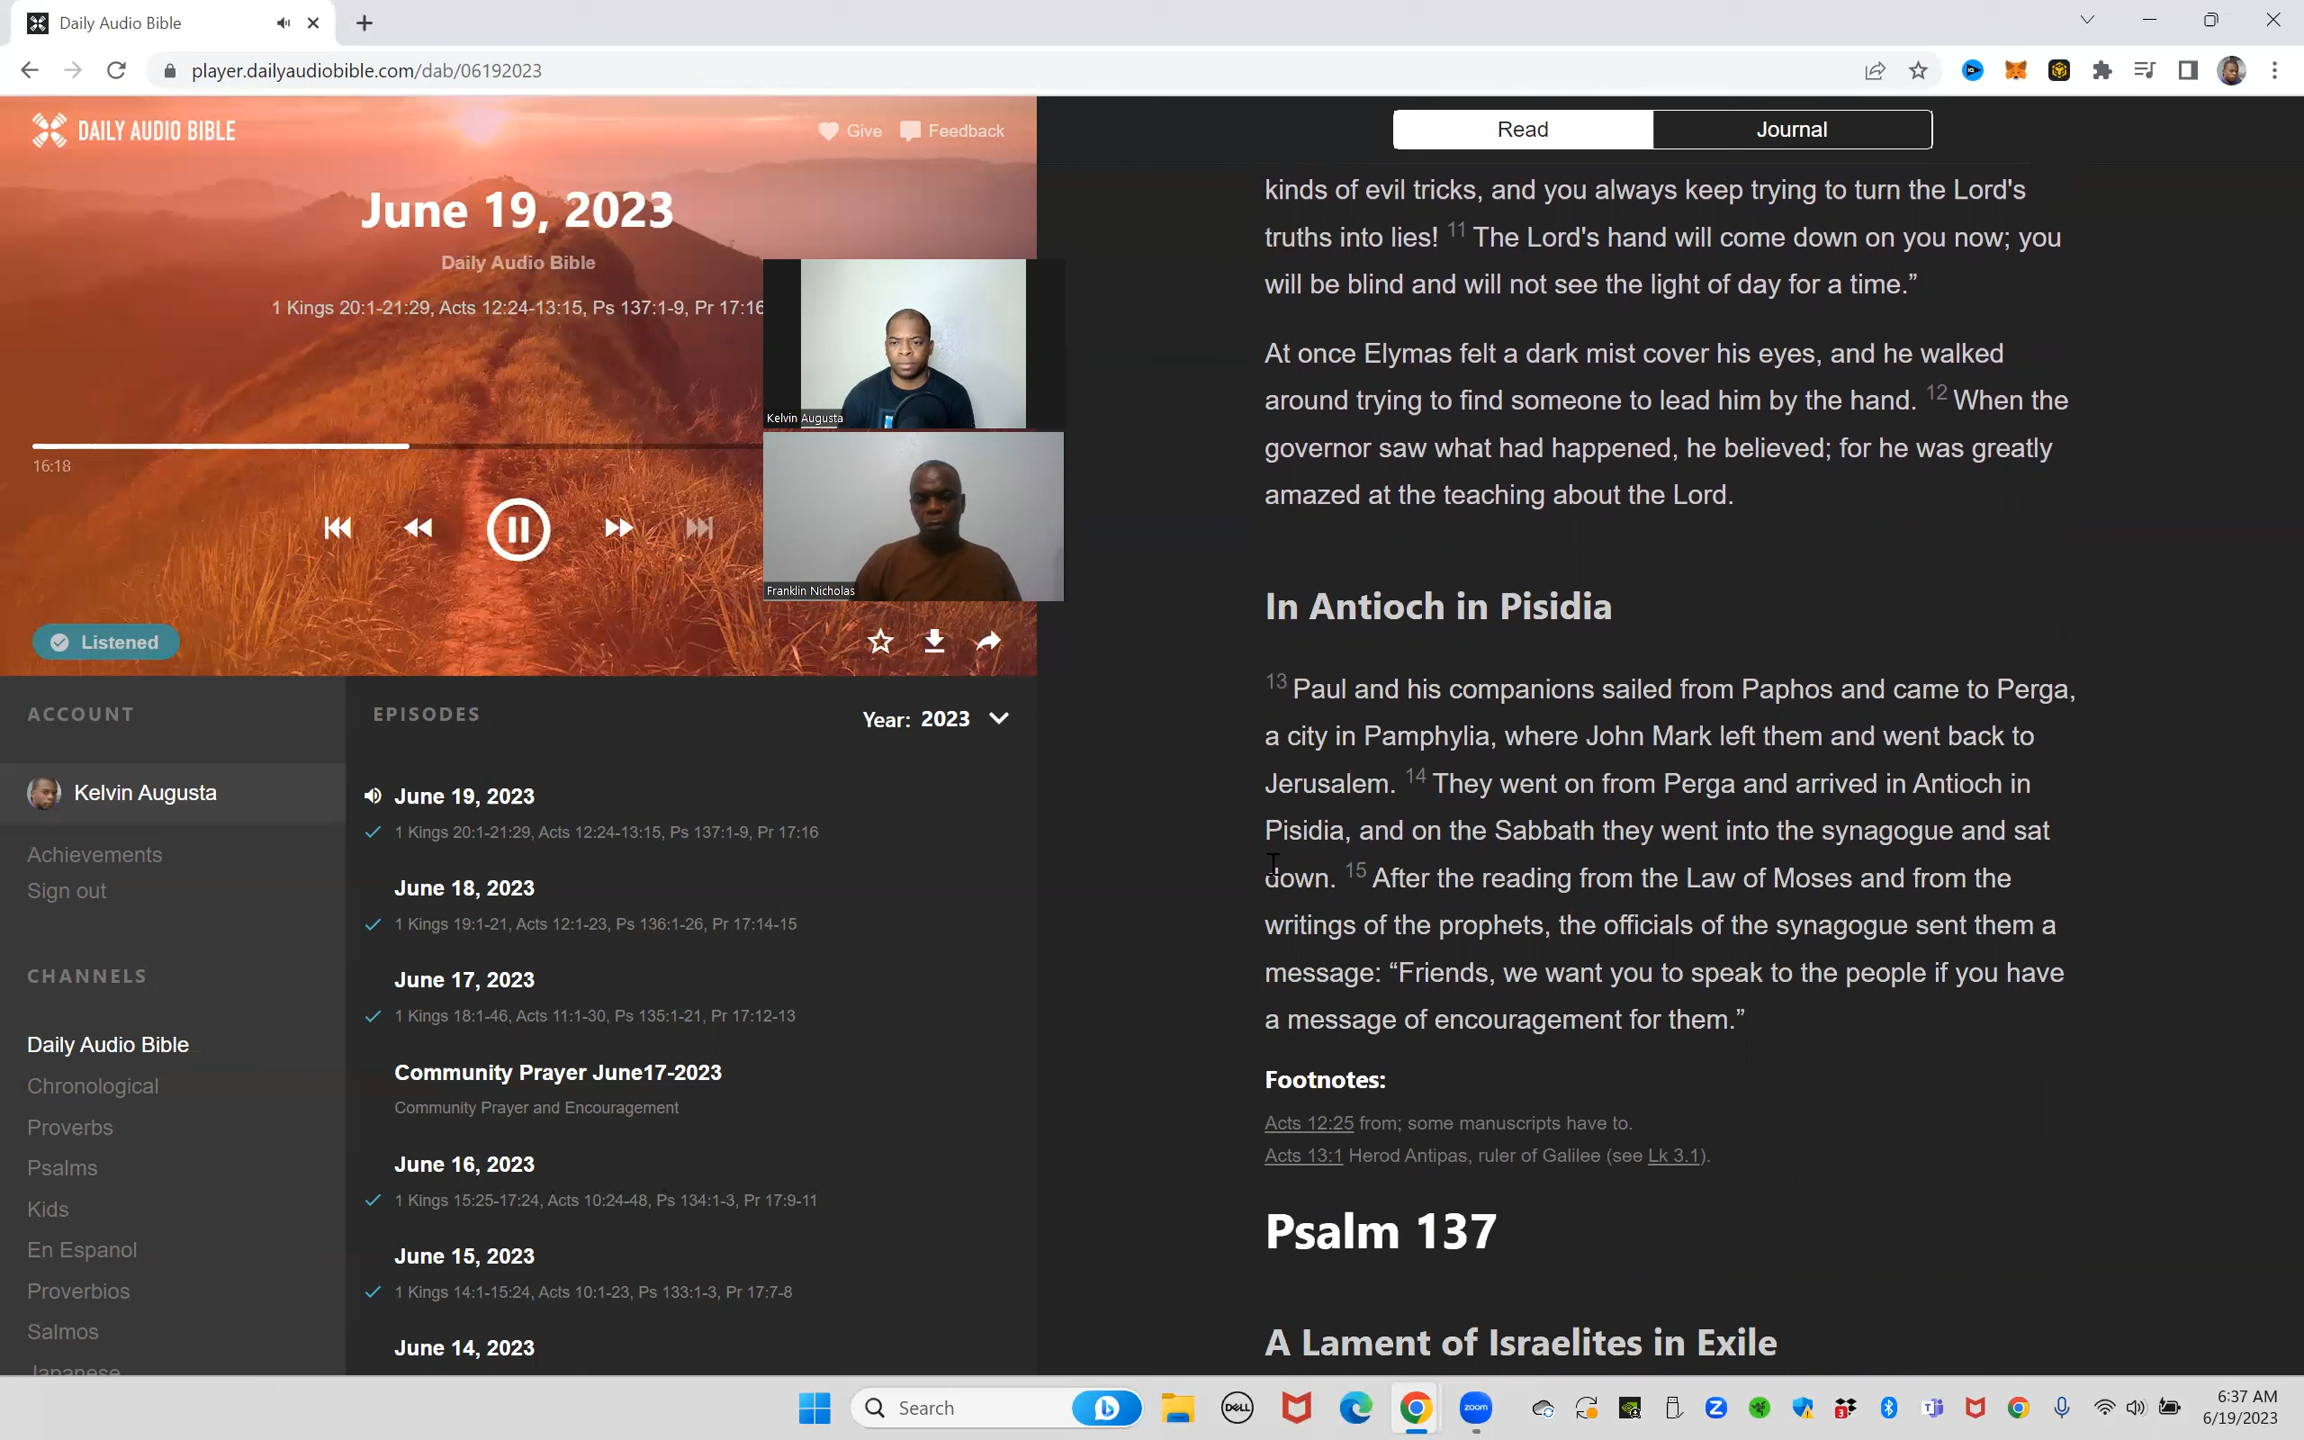 Daily Audio Bible
player.dailyaudiobible.com/dab/06192023
DAILY AUDIO BIBLE
Give
Feedback
June 19, 2023
Daily Audio Bible
1 Kings 20:1-21:29, Acts 12:24-13:15, Ps 137:1-9, Pr 17:16
Kelvin Augusta
16:18
Franklin Nicholas
Listened
ACCOUNT
Kelvin Augusta
Achievements
Sign out
CHANNELS
Daily Audio Bible
Chronological
Proverbs
Psalms
Kids
En Espanol
Proverbios
Salmos
Japanese
EPISODES
Year: 2023
June 19, 2023
1 Kings 20:1-21:29, Acts 12:24-13:15, Ps 137:1-9, Pr 17:16
June 18, 2023
1 Kings 19:1-21, Acts 12:1-23, Ps 136:1-26, Pr 17:14-15
June 17, 2023
1 Kings 18:1-46, Acts 11:1-30, Ps 135:1-21, Pr 17:12-13
Community Prayer June17-2023
Community Prayer and Encouragement
June 16, 2023
1 Kings 15:25-17:24, Acts 10:24-48, Ps 134:1-3, Pr 17:9-11
June 15, 2023
1 Kings 14:1-15:24, Acts 10:1-23, Ps 133:1-3, Pr 17:7-8
June 14, 2023
Read
Journal
kinds of evil tricks, and you always keep trying to turn the Lord's
truths into lies! 11 The Lord's hand will come down on you now; you
will be blind and will not see the light of day for a time.”
At once Elymas felt a dark mist cover his eyes, and he walked
around trying to find someone to lead him by the hand. 12 When the
governor saw what had happened, he believed; for he was greatly
amazed at the teaching about the Lord.
In Antioch in Pisidia
13 Paul and his companions sailed from Paphos and came to Perga,
a city in Pamphylia, where John Mark left them and went back to
Jerusalem. 14 They went on from Perga and arrived in Antioch in
Pisidia, and on the Sabbath they went into the synagogue and sat
down. 15 After the reading from the Law of Moses and from the
writings of the prophets, the officials of the synagogue sent them a
message: “Friends, we want you to speak to the people if you have
a message of encouragement for them.”
Footnotes:
Acts 12:25 from; some manuscripts have to.
Acts 13:1 Herod Antipas, ruler of Galilee (see Lk 3.1).
Psalm 137
A Lament of Israelites in Exile
Search
DELL
zoom
3
6:37 AM
6/19/2023